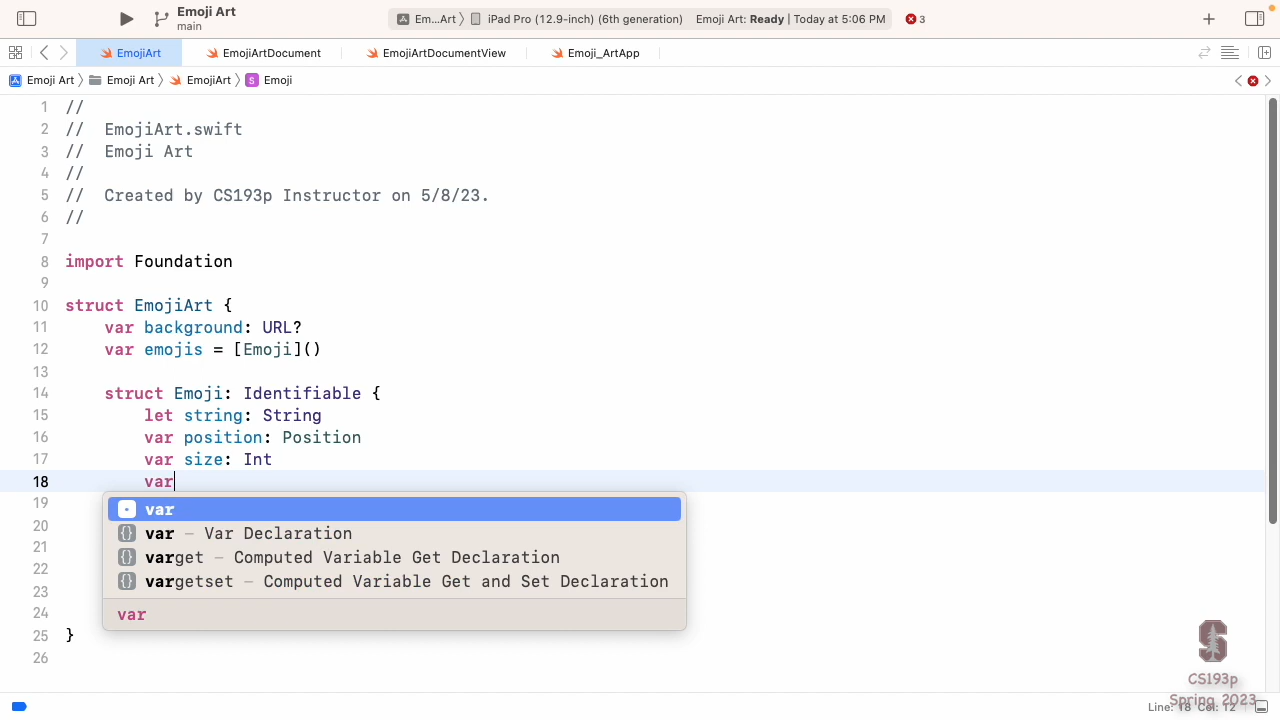 Emoji Art
main
Em...Art 〉 iPad Pro (12.9-inch) (6th generation) Emoji Art: Ready | Today at 5:06 PM 3
EmojiArt EmojiArtDocument EmojiArtDocumentView Emoji_ArtApp
Emoji Art 〉 Emoji Art 〉 EmojiArt 〉 S Emoji
1 //
2 //  EmojiArt.swift
3 //  Emoji Art
4 //
5 //  Created by CS193p Instructor on 5/8/23.
6 //
7
8 import Foundation
9
10 struct EmojiArt {
11     var background: URL?
12     var emojis = [Emoji]()
13
14     struct Emoji: Identifiable {
15         let string: String
16         var position: Position
17         var size: Int
18         var
19
var
20
{} var – Var Declaration
21
{} varget – Computed Variable Get Declaration
22
{} vargetset – Computed Variable Get and Set Declaration
23
24
var
25 }
26
S
CS193p
Spring 2023
Line: 18 Col: 12